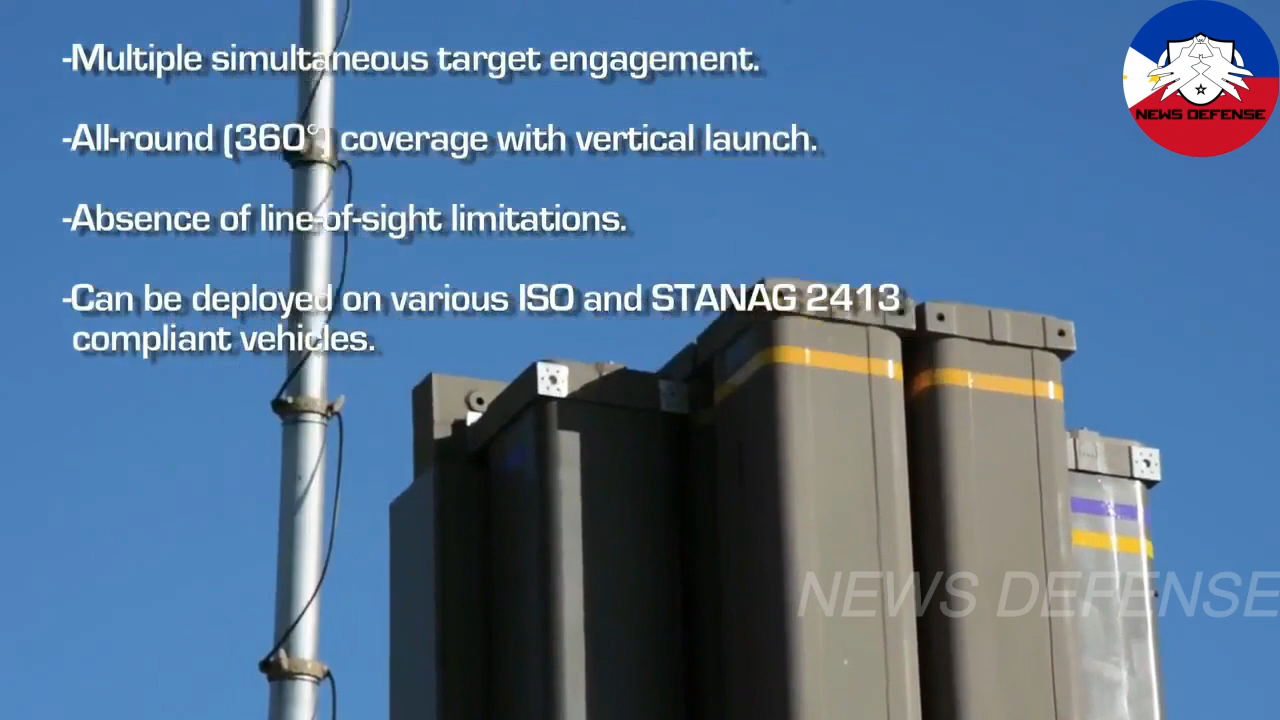 -Multiple simultaneous target engagement.
-All-round (360°) coverage with vertical launch.
-Absence of line-of-sight limitations.
-Can be deployed on various ISO and STANAG 2413
compliant vehicles.
NEWS DEFENSE
NEWS DEFENSE